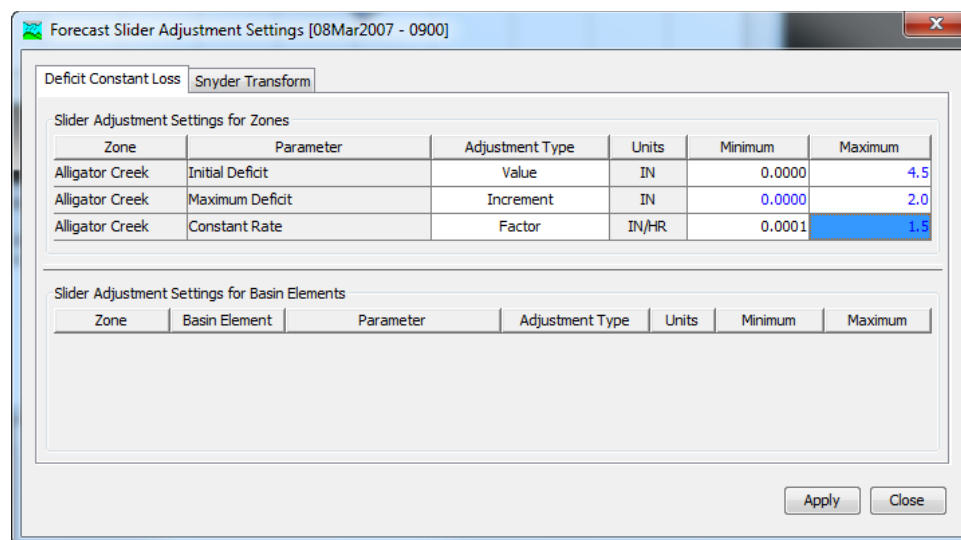 Forecast Slider Adjustment Settings [08Mar2007 - 0900]
Deficit Constant Loss Snyder Transform
Slider Adjustment Settings for Zones
Zone Parameter Adjustment Type Units Minimum Maximum
Alligator Creek Initial Deficit Value IN 0.0000 4.5
Alligator Creek Maximum Deficit Increment IN 0.0000 2.0
Alligator Creek Constant Rate Factor IN/HR 0.0001 1.5
Slider Adjustment Settings for Basin Elements
Zone Basin Element Parameter Adjustment Type Units Minimum Maximum
Apply Close